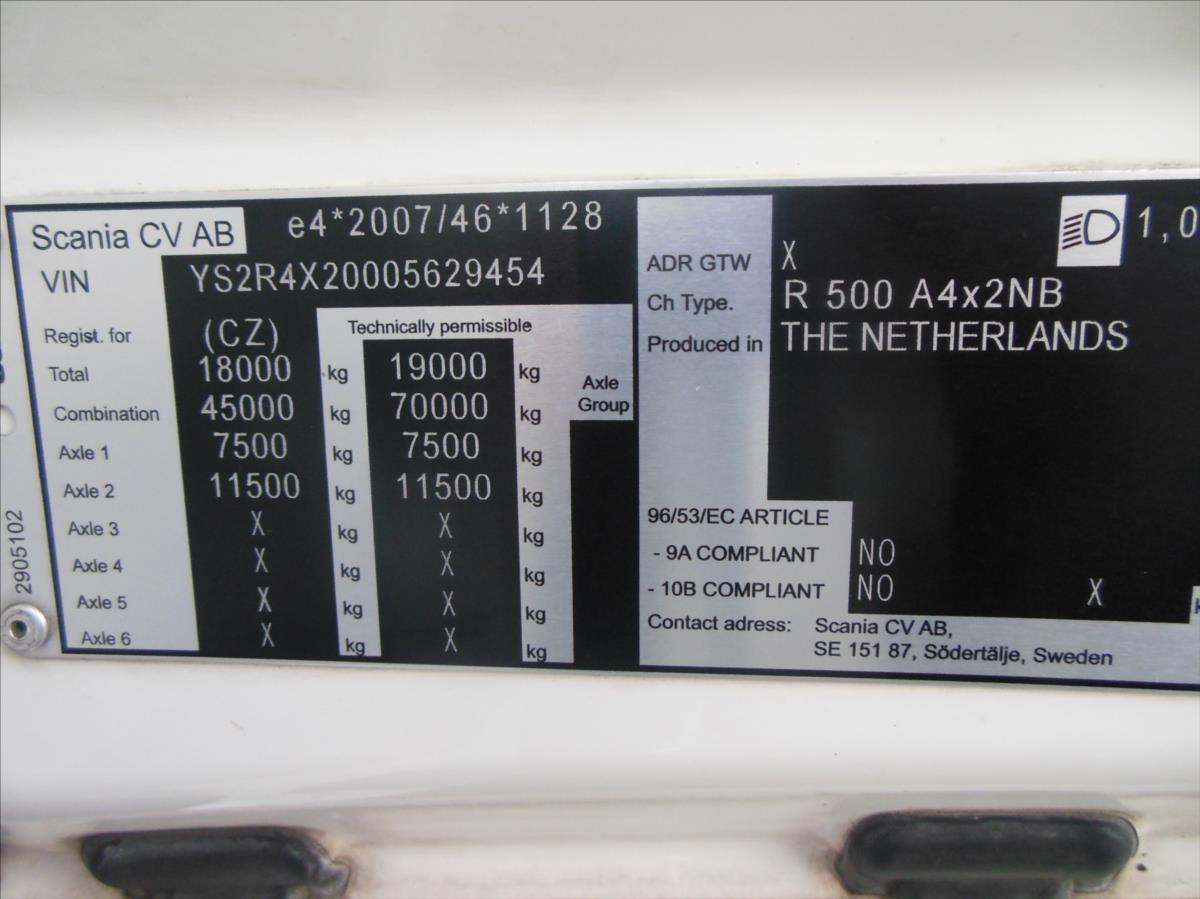 Scania CV AB e4*2007/46*1128
VIN YS2R4X20005629454
Regist. for (CZ) Technically permissible
Total 18000 kg 19000 kg
Axle Group
Combination 45000 kg 70000 kg
Axle 1 7500 kg 7500 kg
Axle 2 11500 kg 11500 kg
Axle 3 X kg X kg
Axle 4 X kg X kg
Axle 5 X kg X kg
Axle 6 X kg X kg
2905102
1,0
ADR GTW X
Ch Type. R 500 A4x2NB
Produced in THE NETHERLANDS
96/53/EC ARTICLE
- 9A COMPLIANT NO
- 10B COMPLIANT NO X
Contact adress: Scania CV AB,
SE 151 87, Södertälje, Sweden